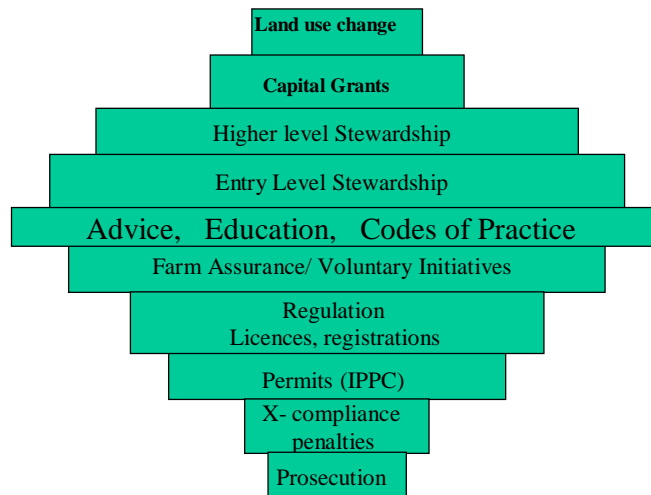 Land use change
Capital Grants
Higher level Stewardship
Entry Level Stewardship
Advice, Education, Codes of Practice
Farm Assurance/ Voluntary Initiatives
Regulation
Licences, registrations
Permits (IPPC)
X- compliance
penalties
Prosecution